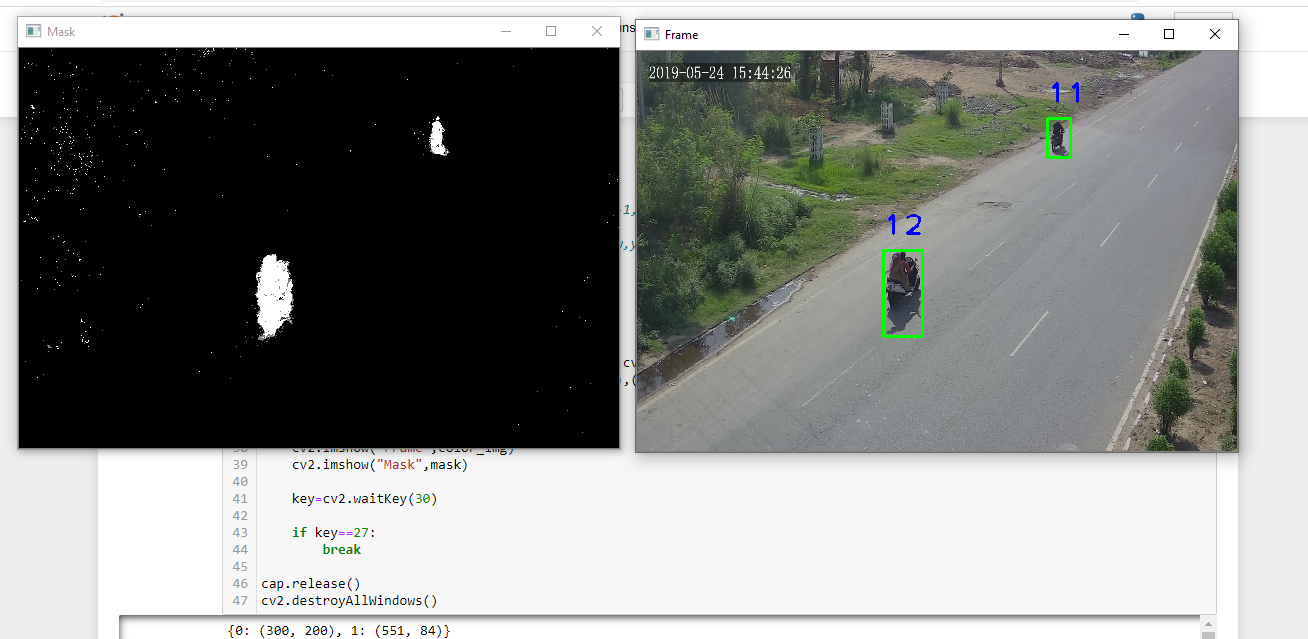 Mask
ns
Frame
2019-05-24 15:44:26
11
12
39 cv2.imshow("Mask",mask)
40
41 key=cv2.waitKey(30)
42
43 if key==27:
44 break
45
46 cap.release()
47 cv2.destroyAllWindows()
{0: (300, 200), 1: (551, 84)}